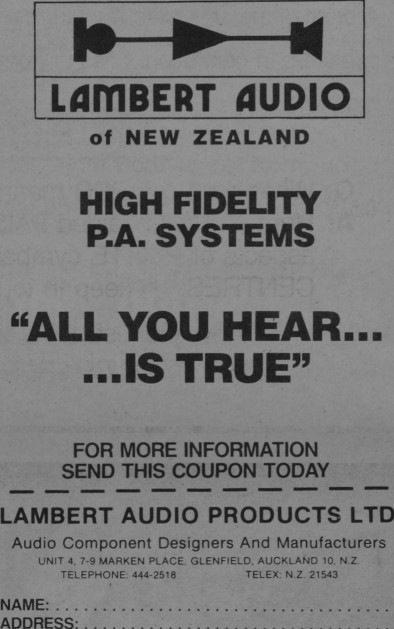 LAMBERT AUDIO
of NEW ZEALAND
HIGH FIDELITY
P.A. SYSTEMS
“ALL YOU HEAR...
...IS TRUE”
FOR MORE INFORMATION
SEND THIS COUPON TODAY
LAMBERT AUDIO PRODUCTS LTD
Audio Component Designers And Manufacturers
UNIT 4, 7-9 MARKEN PLACE, GLENFIELD, AUCKLAND 10, N.Z.
TELEPHONE: 444-2518 TELEX: N.Z. 21543
NAME:
ADDRESS: